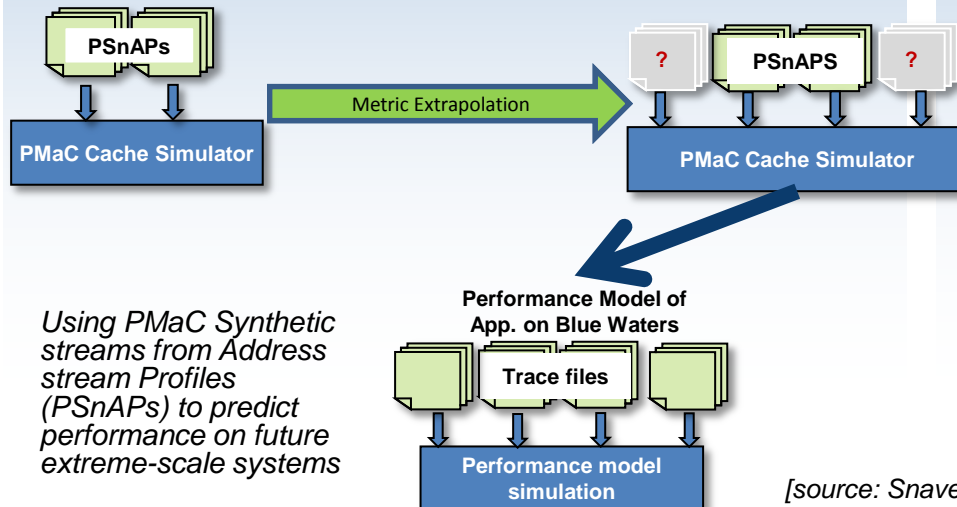 PSnAPs
PMaC Cache Simulator
Metric Extrapolation
?
PSnAPS
?
PMaC Cache Simulator
Performance Model of
App. on Blue Waters
Trace files
Performance model
simulation
Using PMaC Synthetic
streams from Address
stream Profiles
(PSnAPs) to predict
performance on future
extreme-scale systems
[source: Snave